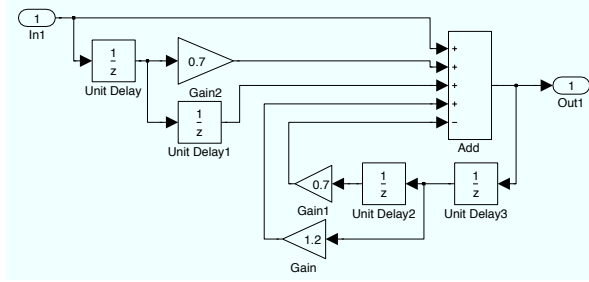 1
In1
1
z
Unit Delay
0.7
Gain2
1
z
Unit Delay1
+
+
+
+
−
Add
1
Out1
0.7
Gain1
1
z
Unit Delay2
1
z
Unit Delay3
1.2
Gain